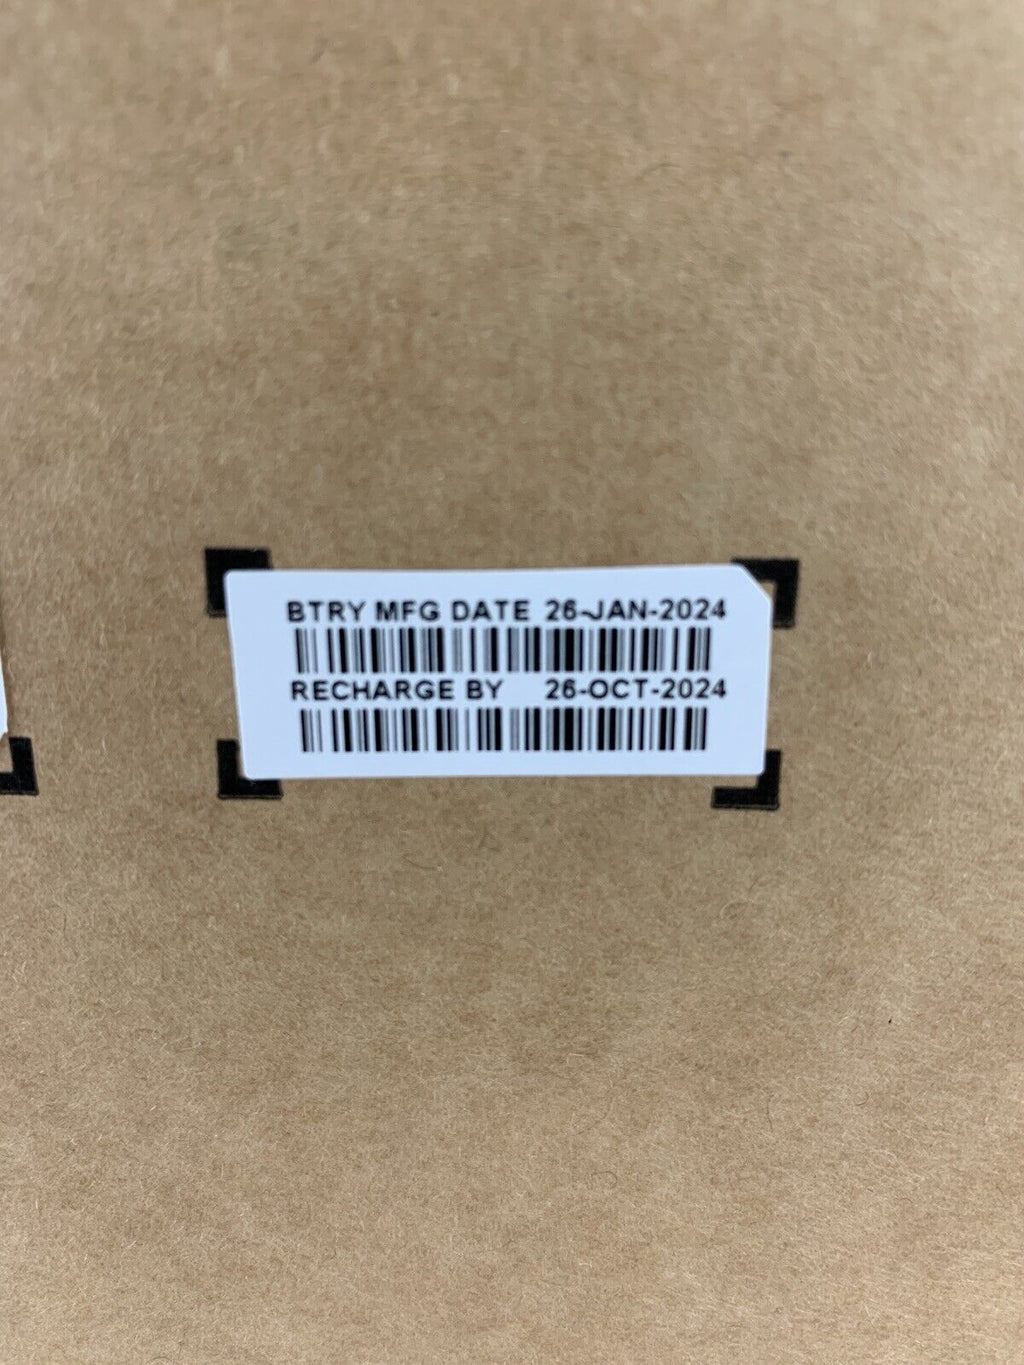 BTRY MFG DATE 26-JAN-2024
RECHARGE BY 26-OCT-2024